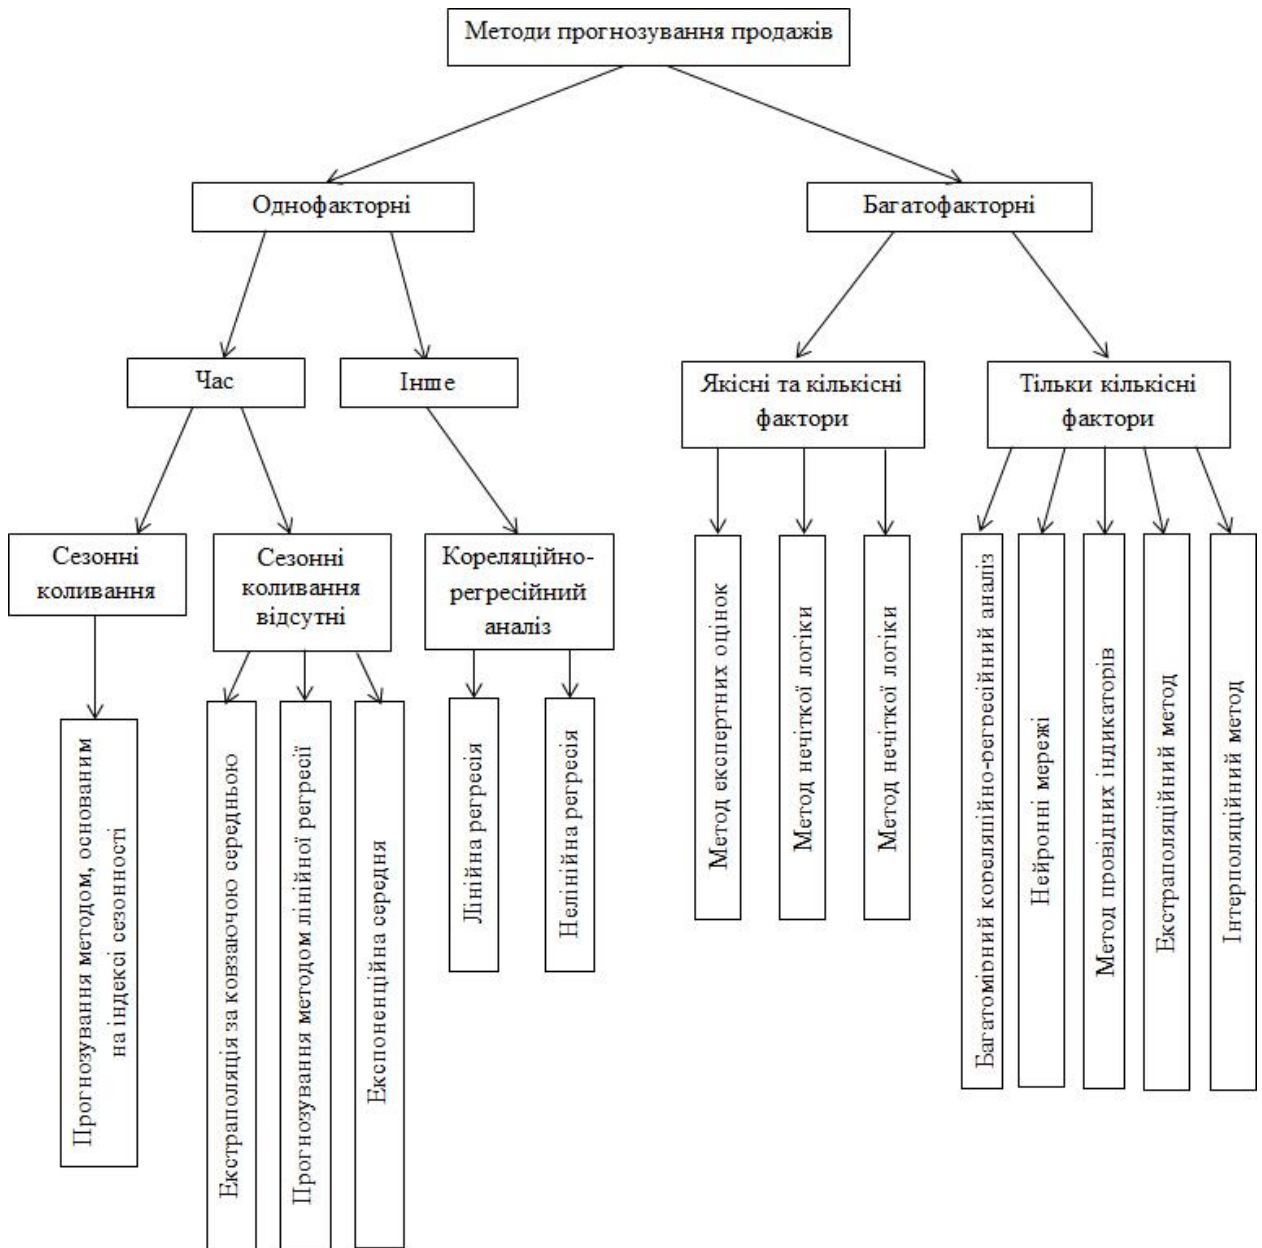 Методи прогнозування продажів
Однофакторні
Багатофакторні
Час
Інше
Якісні та кількісні
фактори
Тільки кількісні
фактори
Сезонні
коливання
Сезонні
коливання
відсутні
Кореляційно-
регресійний
аналіз
Прогнозування методом, основаним
на індексі сезонності
Екстраполяція за ковзаючою середньою
Прогнозування методом лінійної регресії
Експоненційна середня
Лінійна регресія
Нелінійна регресія
Метод експертних оцінок
Метод нечіткої логіки
Метод нечіткої логіки
Багатомірний кореляційно-регресійний аналіз
Нейронні мережі
Метод провідних індикаторів
Екстраполяційний метод
Інтерполяційний метод